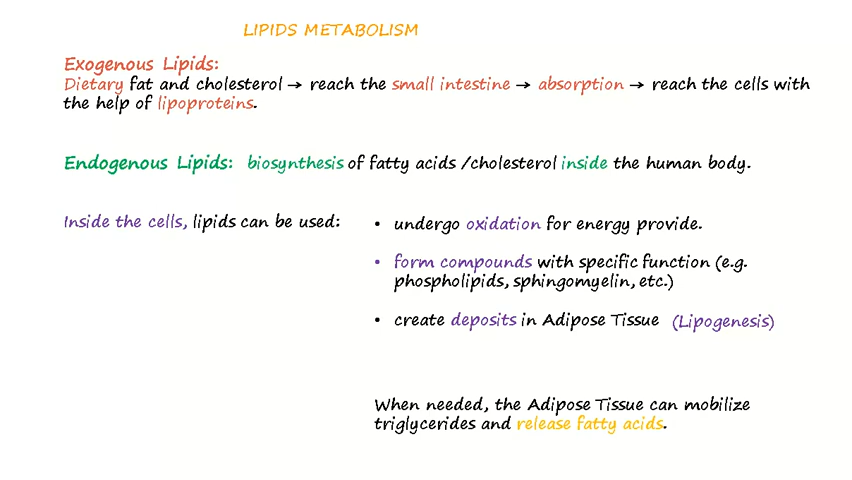 LIPIDS METABOLISM
Exogenous Lipids:
Dietary fat and cholesterol → reach the small intestine → absorption → reach the cells with
the help of lipoproteins.
Endogenous Lipids: biosynthesis of fatty acids /cholesterol inside the human body.
Inside the cells, lipids can be used:
• undergo oxidation for energy provide.
• form compounds with specific function (e.g.
phospholipids, sphingomyelin, etc.)
• create deposits in Adipose Tissue (Lipogenesis)
When needed, the Adipose Tissue can mobilize
triglycerides and release fatty acids.